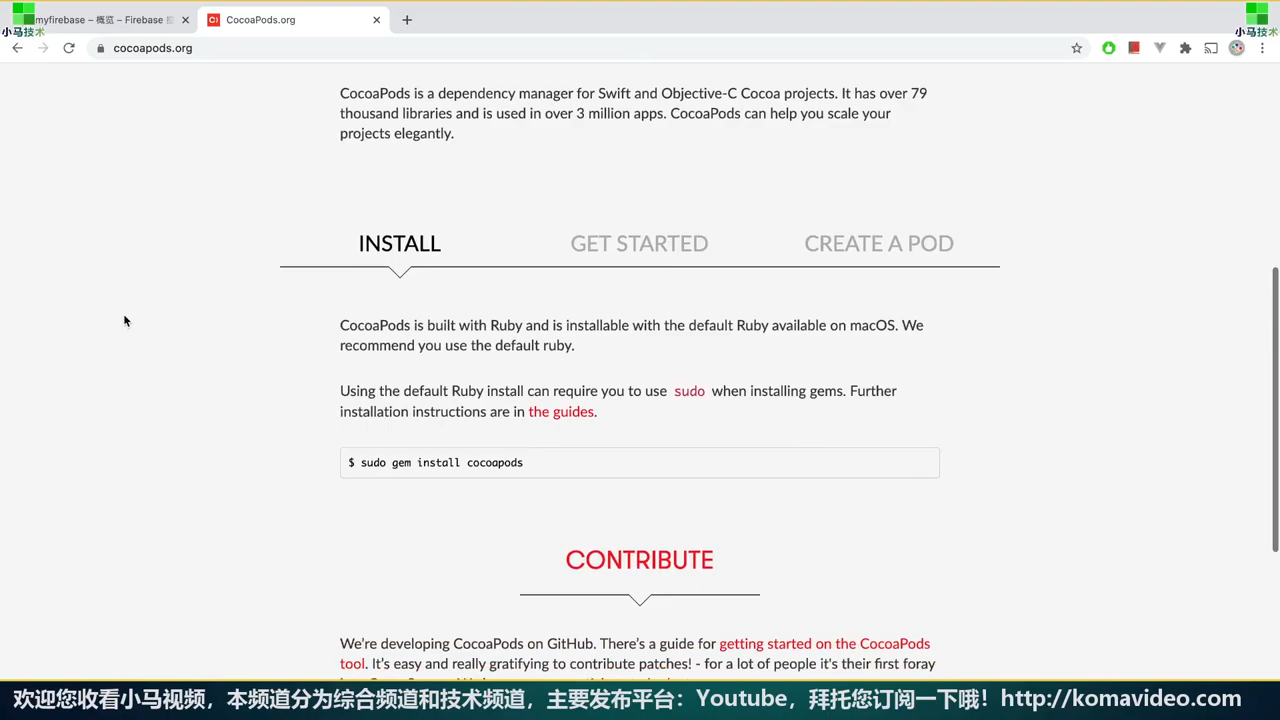 myfirebase – 概览 – Firebase
CocoaPods.org
小马技术
小马技术
cocoapods.org
CocoaPods is a dependency manager for Swift and Objective-C Cocoa projects. It has over 79
thousand libraries and is used in over 3 million apps. CocoaPods can help you scale your
projects elegantly.
INSTALL
GET STARTED
CREATE A POD
CocoaPods is built with Ruby and is installable with the default Ruby available on macOS. We
recommend you use the default ruby.
Using the default Ruby install can require you to use sudo when installing gems. Further
installation instructions are in the guides.
$ sudo gem install cocoapods
CONTRIBUTE
We're developing CocoaPods on GitHub. There's a guide for getting started on the CocoaPods
tool. It's easy and really gratifying to contribute patches! - for a lot of people it's their first foray
欢迎您收看小马视频，本频道分为综合频道和技术频道，主要发布平台：Youtube，拜托您订阅一下哦！http://komavideo.com